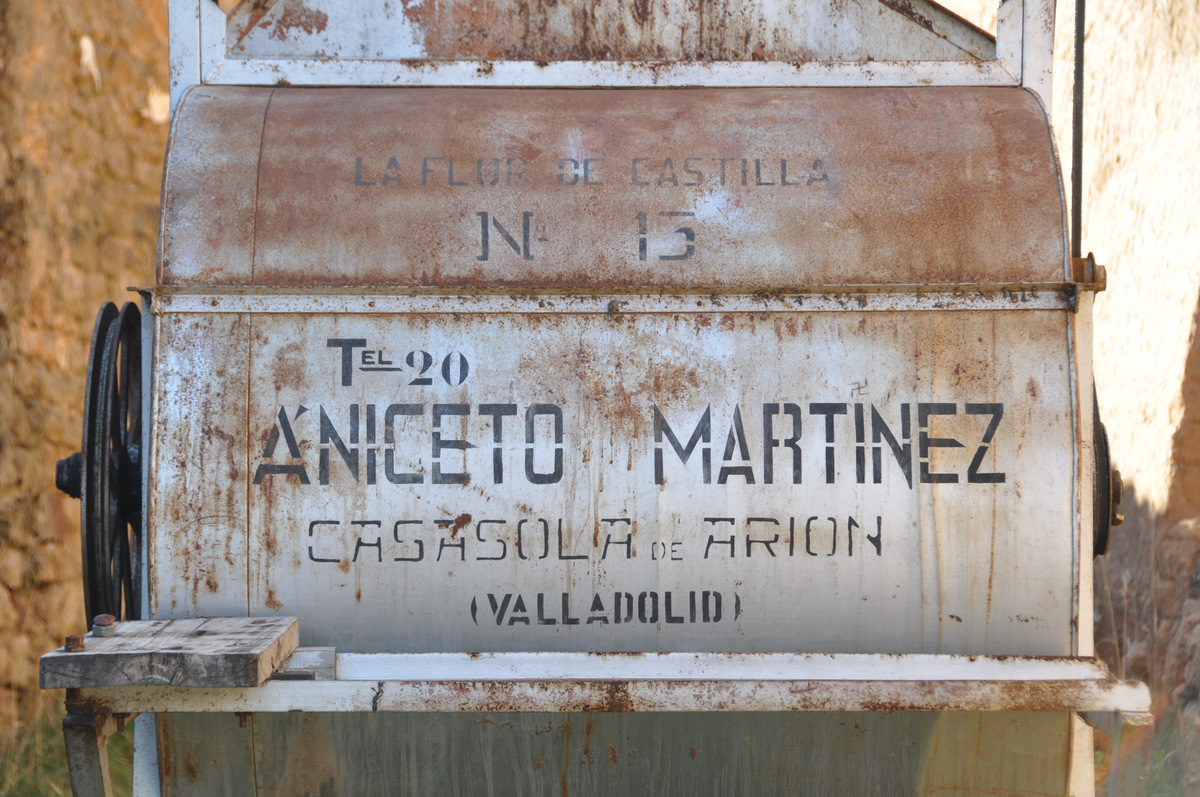 LA FLOR DE CASTILLA
Nº 13
TEL 20
ANICETO MARTINEZ
CASASOLA DE ARION
(VALLADOLID)